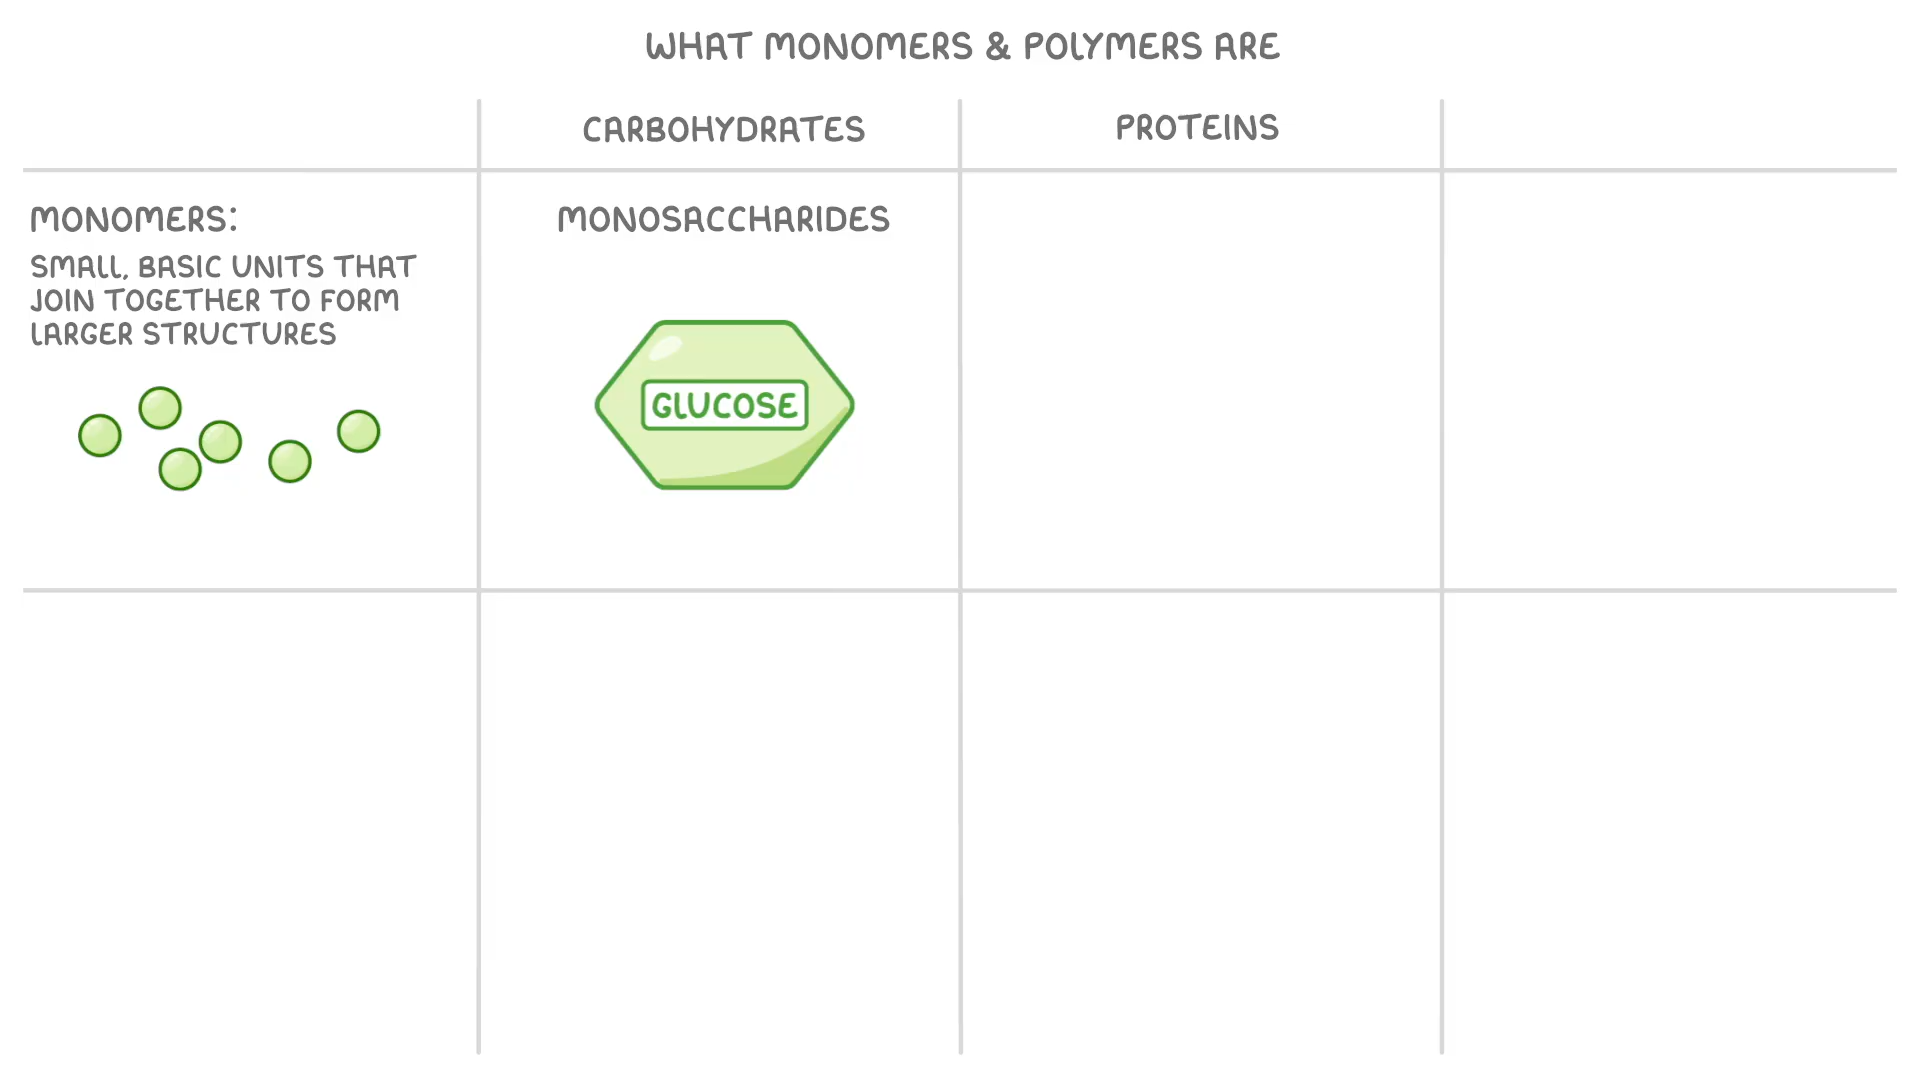 WHAT MONOMERS & POLYMERS ARE
CARBOHYDRATES
PROTEINS
MONOMERS:
SMALL, BASIC UNITS THAT
JOIN TOGETHER TO FORM
LARGER STRUCTURES
MONOSACCHARIDES
GLUCOSE